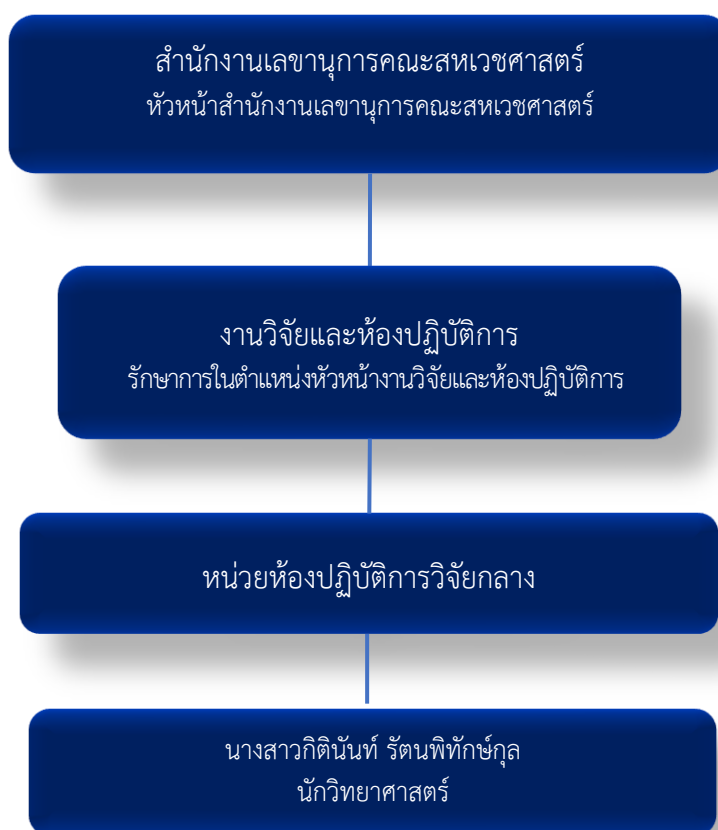 สำนักงานเลขานุการคณะสหเวชศาสตร์
หัวหน้าสำนักงานเลขานุการคณะสหเวชศาสตร์
งานวิจัยและห้องปฏิบัติการ
รักษาการในตำแหน่งหัวหน้างานวิจัยและห้องปฏิบัติการ
หน่วยห้องปฏิบัติการวิจัยกลาง
นางสาวกิตินันท์ รัตนพิทักษ์กุล
นักวิทยาศาสตร์